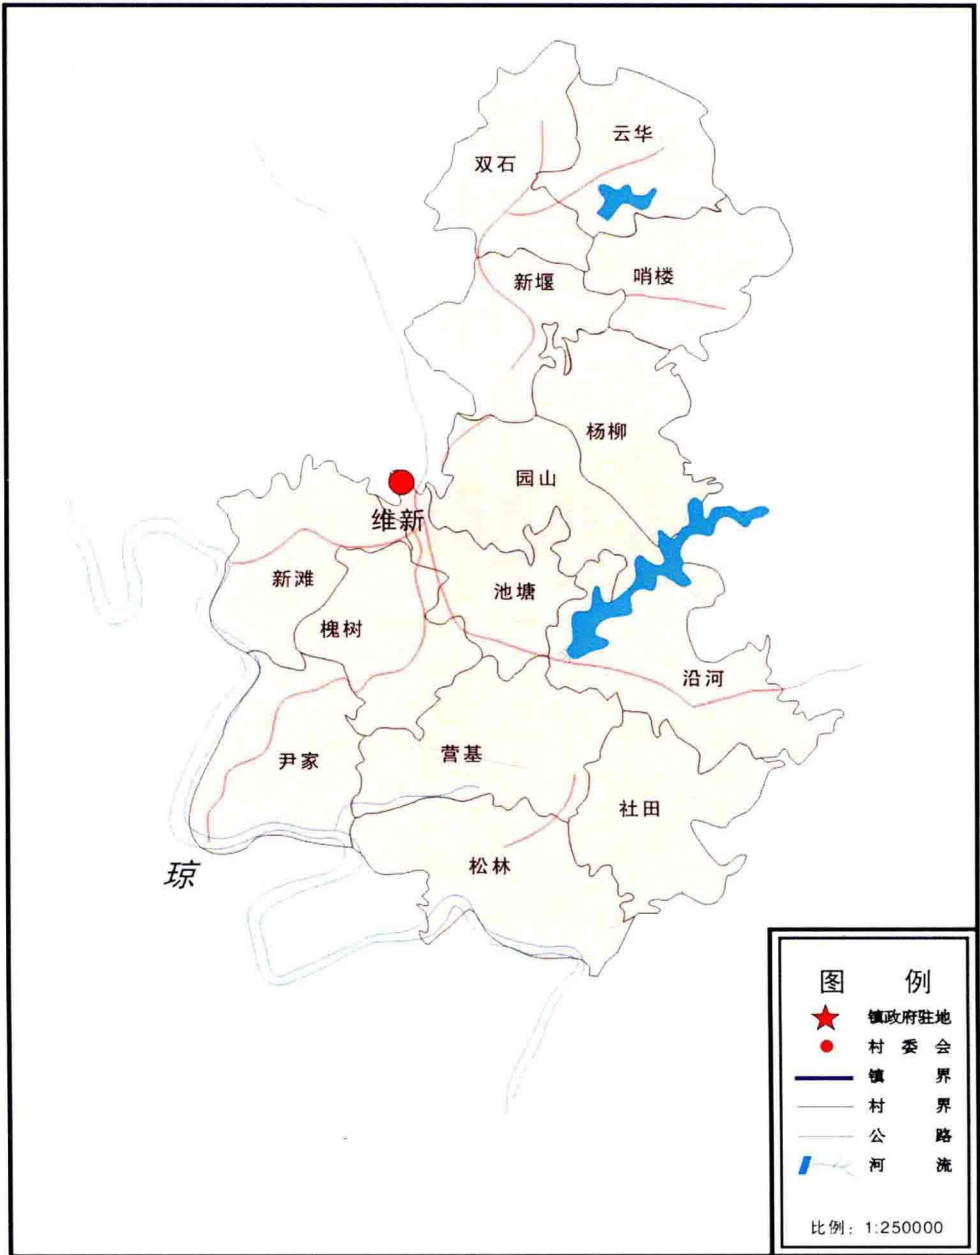 云华
双石
新堰
哨楼
杨柳
园山
维新
新滩
池塘
槐树
沿河
尹家
营基
社田
松林
琼
图 例
镇政府驻地
村 委 会
镇 界
村 界
公 路
河 流
比例：1:250000